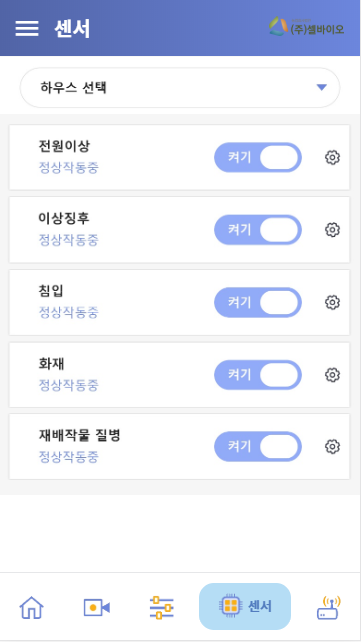 센서
(주)셀바이오
하우스 선택
전원이상
정상작동중
켜기
이상징후
정상작동중
켜기
침입
정상작동중
켜기
화재
정상작동중
켜기
재배작물 질병
정상작동중
켜기
센서